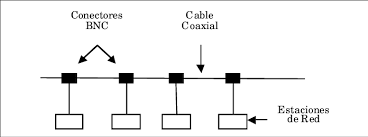 Conectores
BNC
Cable
Coaxial
Estaciones
de Red